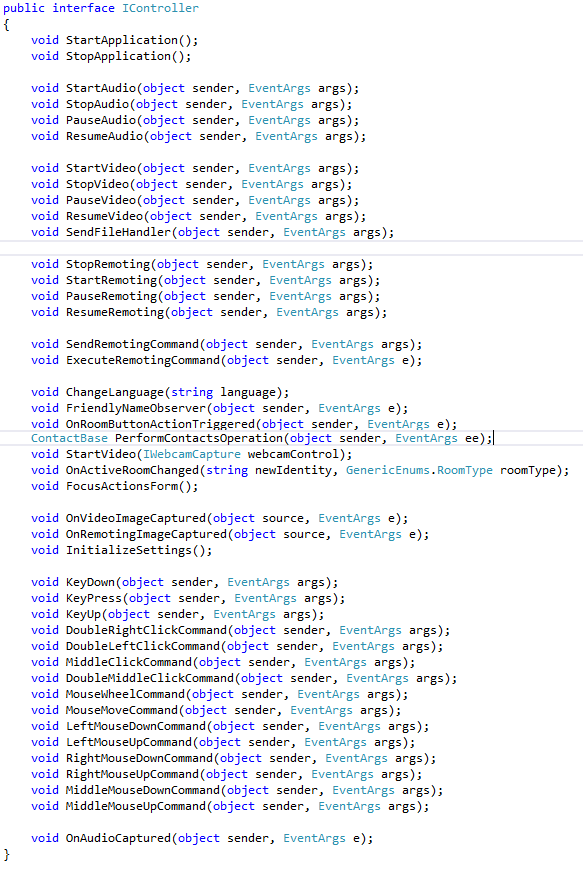 public interface IController
{
void StartApplication();
void StopApplication();
void StartAudio(object sender, EventArgs args);
void StopAudio(object sender, EventArgs args);
void PauseAudio(object sender, EventArgs args);
void ResumeAudio(object sender, EventArgs args);
void StartVideo(object sender, EventArgs args);
void StopVideo(object sender, EventArgs args);
void PauseVideo(object sender, EventArgs args);
void ResumeVideo(object sender, EventArgs args);
void SendFileHandler(object sender, EventArgs args);
void StopRemoting(object sender, EventArgs args);
void StartRemoting(object sender, EventArgs args);
void PauseRemoting(object sender, EventArgs args);
void ResumeRemoting(object sender, EventArgs args);
void SendRemotingCommand(object sender, EventArgs args);
void ExecuteRemotingCommand(object sender, EventArgs e);
void ChangeLanguage(string language);
void FriendlyNameObserver(object sender, EventArgs e);
void OnRoomButtonActionTriggered(object sender, EventArgs e);
ContactBase PerformContactsOperation(object sender, EventArgs ee);
void StartVideo(IWebcamCapture webcamControl);
void OnActiveRoomChanged(string newIdentity, GenericEnums.RoomType roomType);
void FocusActionsForm();
void OnVideoImageCaptured(object source, EventArgs e);
void OnRemotingImageCaptured(object source, EventArgs e);
void InitializeSettings();
void KeyDown(object sender, EventArgs args);
void KeyPress(object sender, EventArgs args);
void KeyUp(object sender, EventArgs args);
void DoubleRightClickCommand(object sender, EventArgs args);
void DoubleLeftClickCommand(object sender, EventArgs args);
void MiddleClickCommand(object sender, EventArgs args);
void DoubleMiddleClickCommand(object sender, EventArgs args);
void MouseWheelCommand(object sender, EventArgs args);
void MouseMoveCommand(object sender, EventArgs args);
void LeftMouseDownCommand(object sender, EventArgs args);
void LeftMouseUpCommand(object sender, EventArgs args);
void RightMouseDownCommand(object sender, EventArgs args);
void RightMouseUpCommand(object sender, EventArgs args);
void MiddleMouseDownCommand(object sender, EventArgs args);
void MiddleMouseUpCommand(object sender, EventArgs args);
void OnAudioCaptured(object sender, EventArgs e);
}